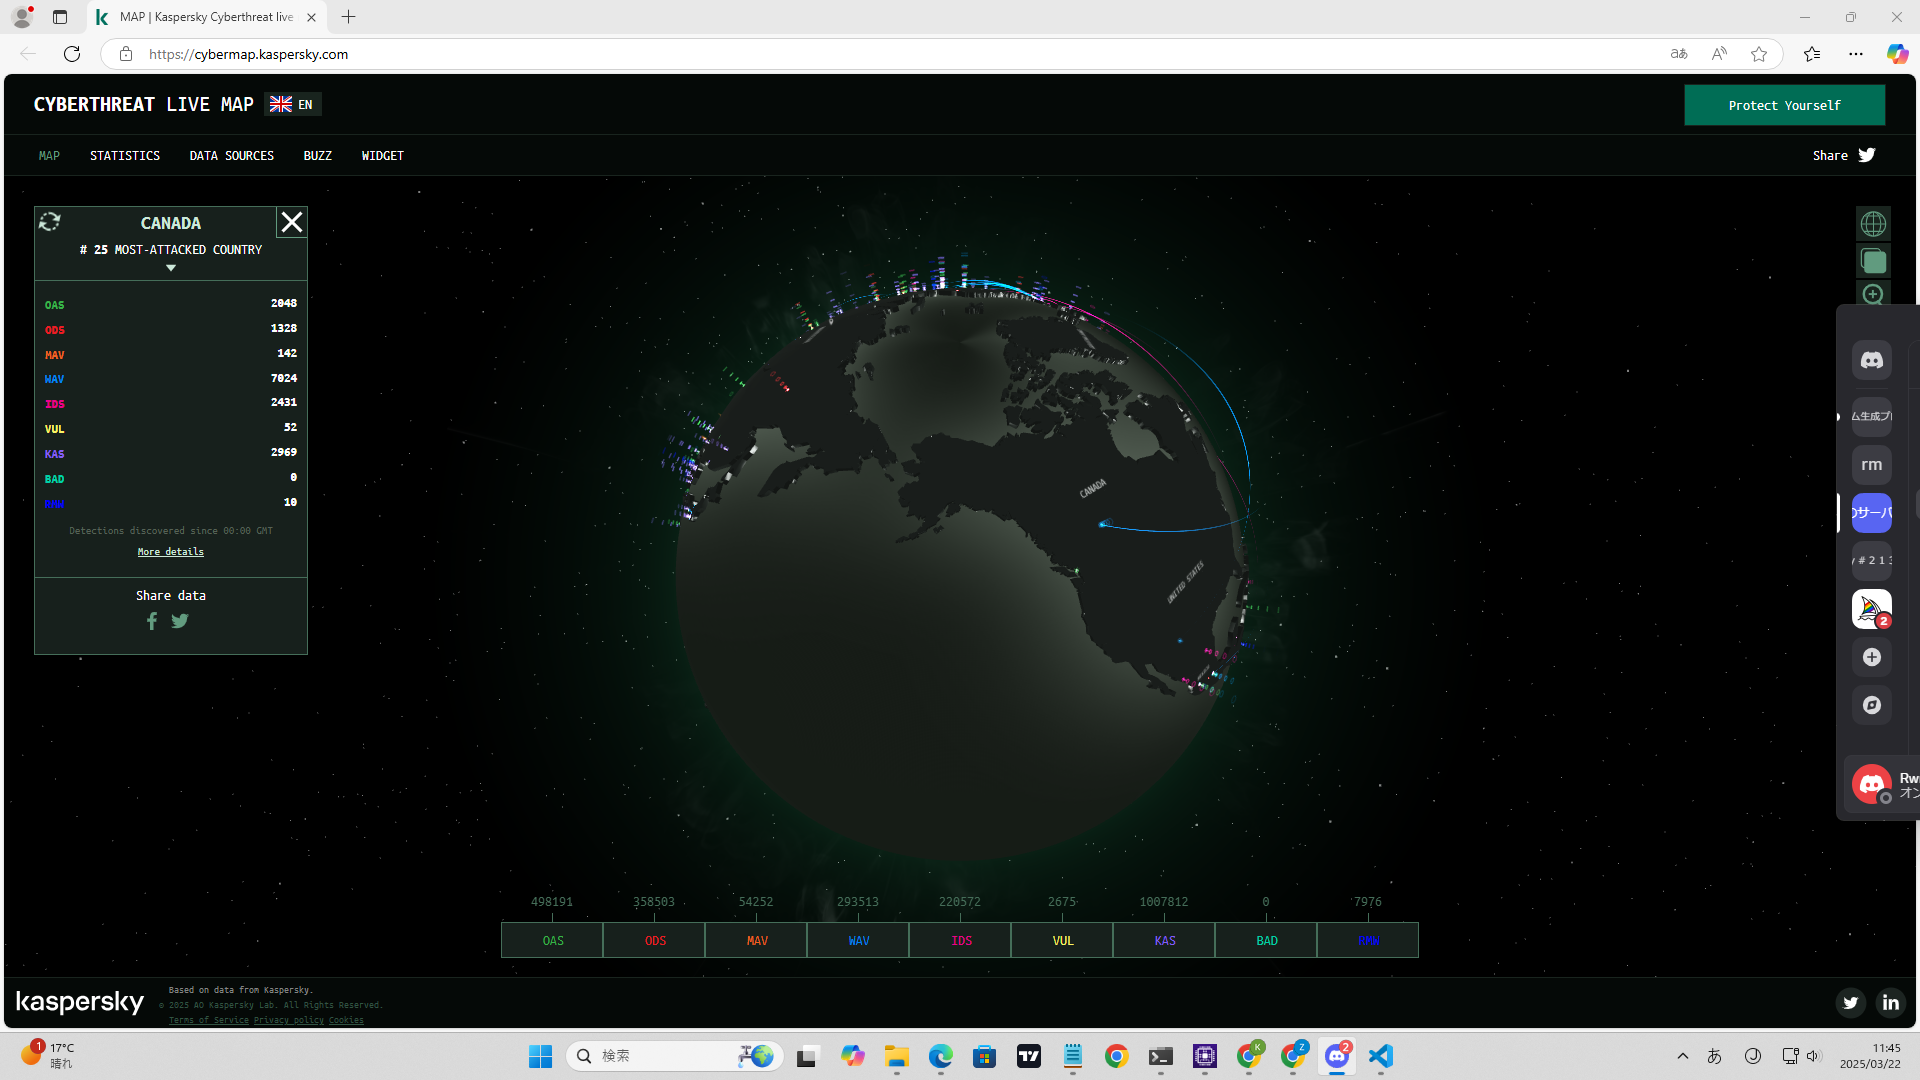 MAP | Kaspersky Cyberthreat live
https://cybermap.kaspersky.com
CYBERTHREAT LIVE MAP
EN
Protect Yourself
MAP
STATISTICS
DATA SOURCES
BUZZ
WIDGET
Share
CANADA
# 25 MOST-ATTACKED COUNTRY
OAS 2048
ODS 1328
MAV 142
WAV 7024
IDS 2431
VUL 52
KAS 2969
BAD 0
RMW 10
Detections discovered since 00:00 GMT
More details
Share data
CANADA
UNITED STATES
ム生成プ
rm
のサーバ
y # 2 1 3
2
Rw
オン
498191 358503 54252 293513 220572 2675 1007812 0 7976
OAS ODS MAV WAV IDS VUL KAS BAD RMW
kaspersky
Based on data from Kaspersky.
© 2025 AO Kaspersky Lab. All Rights Reserved.
Terms of Service Privacy policy Cookies
1
17°C
晴れ
検索
K
Z
2
あ
11:45
2025/03/22